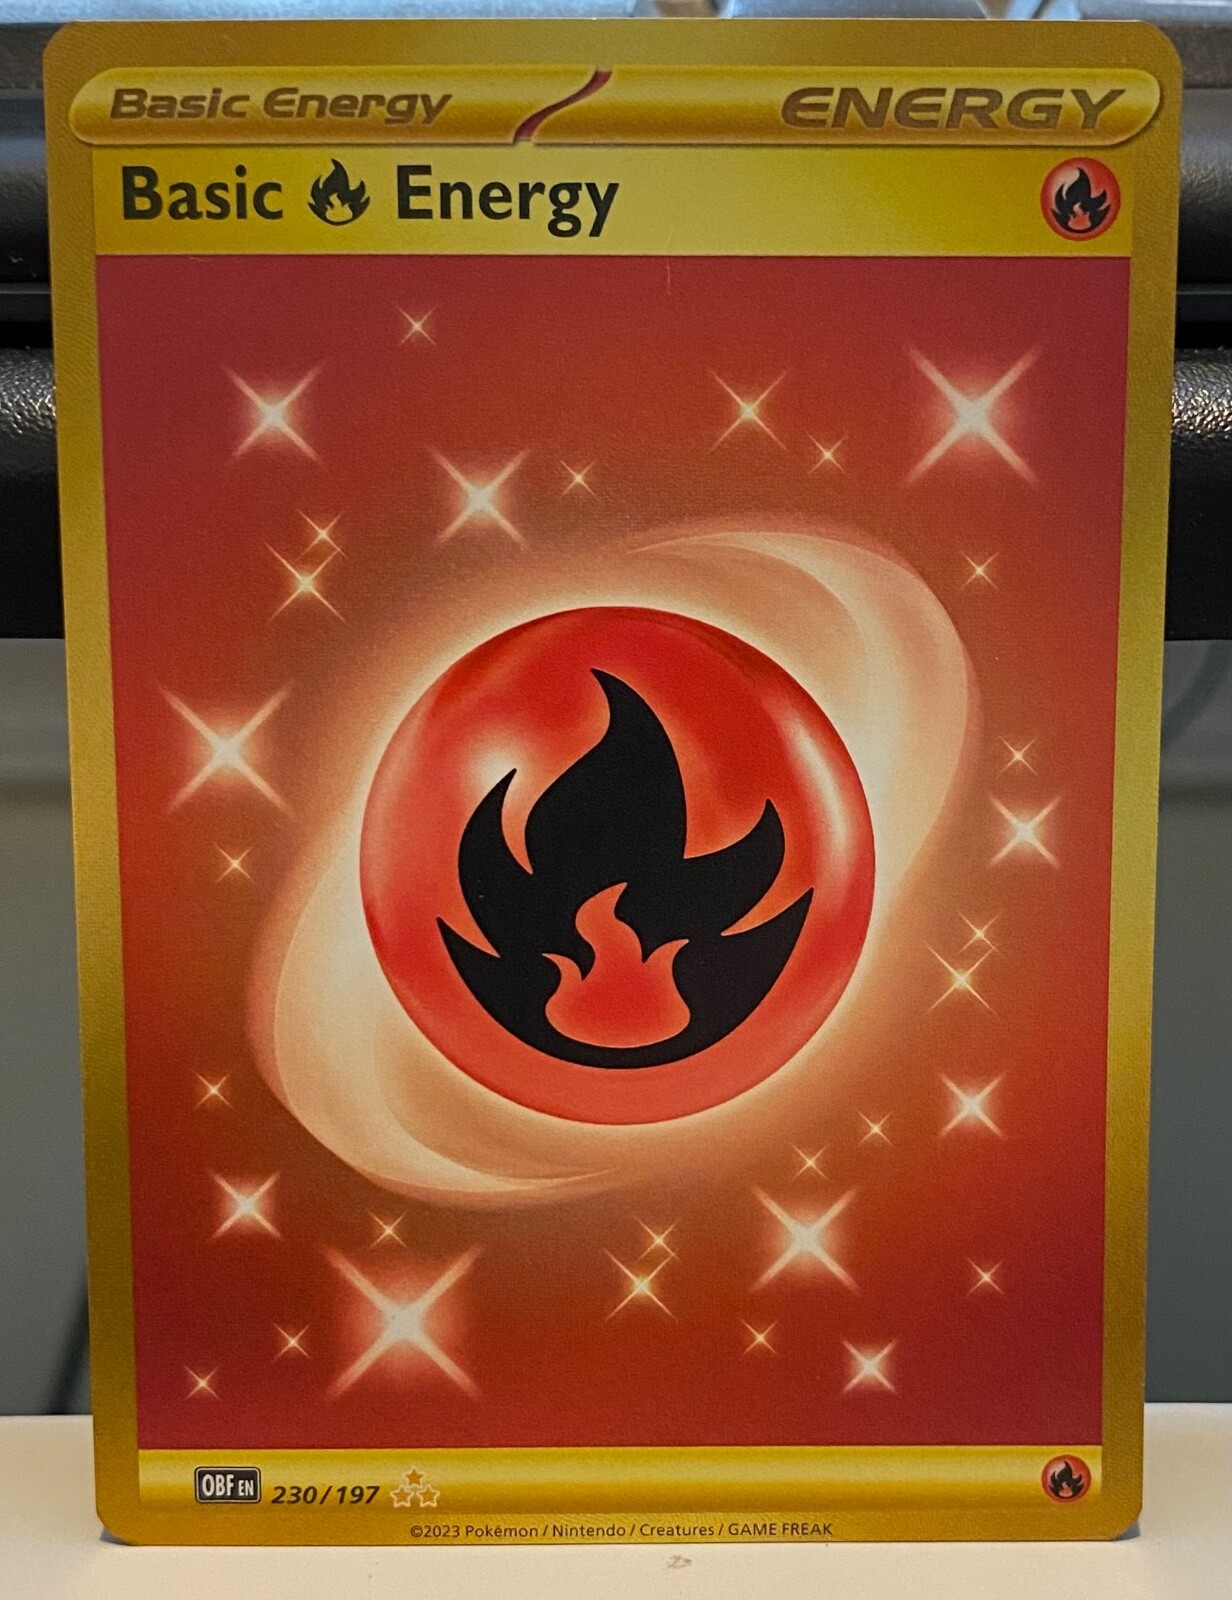 Basic Energy ENERGY
Basic Energy
OBF EN 230/197
©2023 Pokémon / Nintendo / Creatures / GAME FREAK